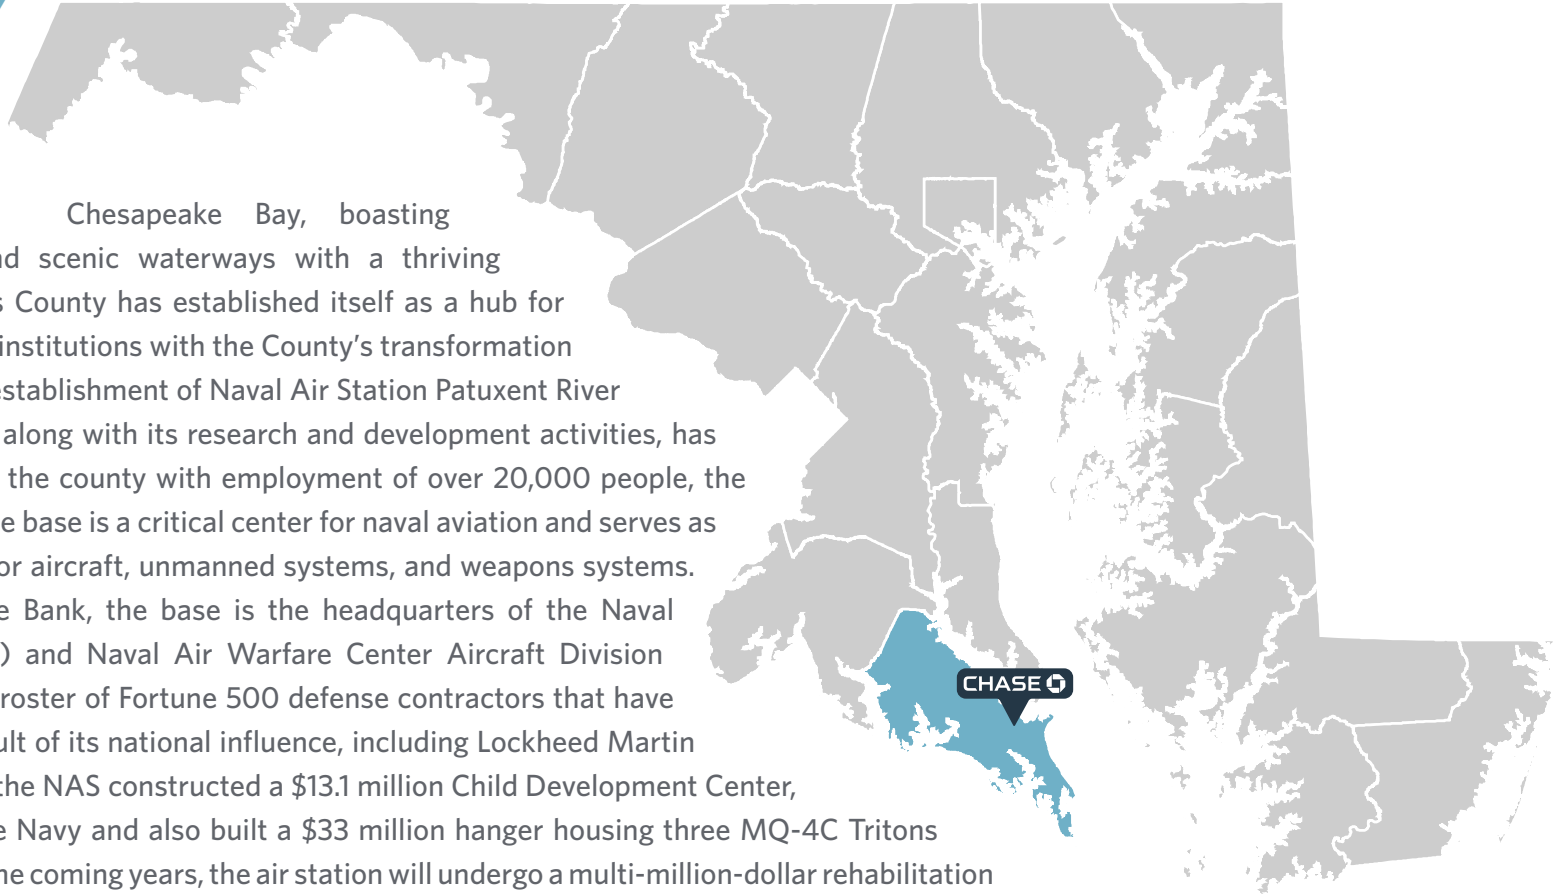 Chesapeake Bay, boasting
nd scenic waterways with a thriving
s County has established itself as a hub for
institutions with the County's transformation
establishment of Naval Air Station Patuxent River
along with its research and development activities, has
the county with employment of over 20,000 people, the
e base is a critical center for naval aviation and serves as
or aircraft, unmanned systems, and weapons systems.
e Bank, the base is the headquarters of the Naval
) and Naval Air Warfare Center Aircraft Division
CHASE
roster of Fortune 500 defense contractors that have
ult of its national influence, including Lockheed Martin
the NAS constructed a $13.1 million Child Development Center,
e Navy and also built a $33 million hanger housing three MQ-4C Tritons
he coming years, the air station will undergo a multi-million-dollar rehabilitation